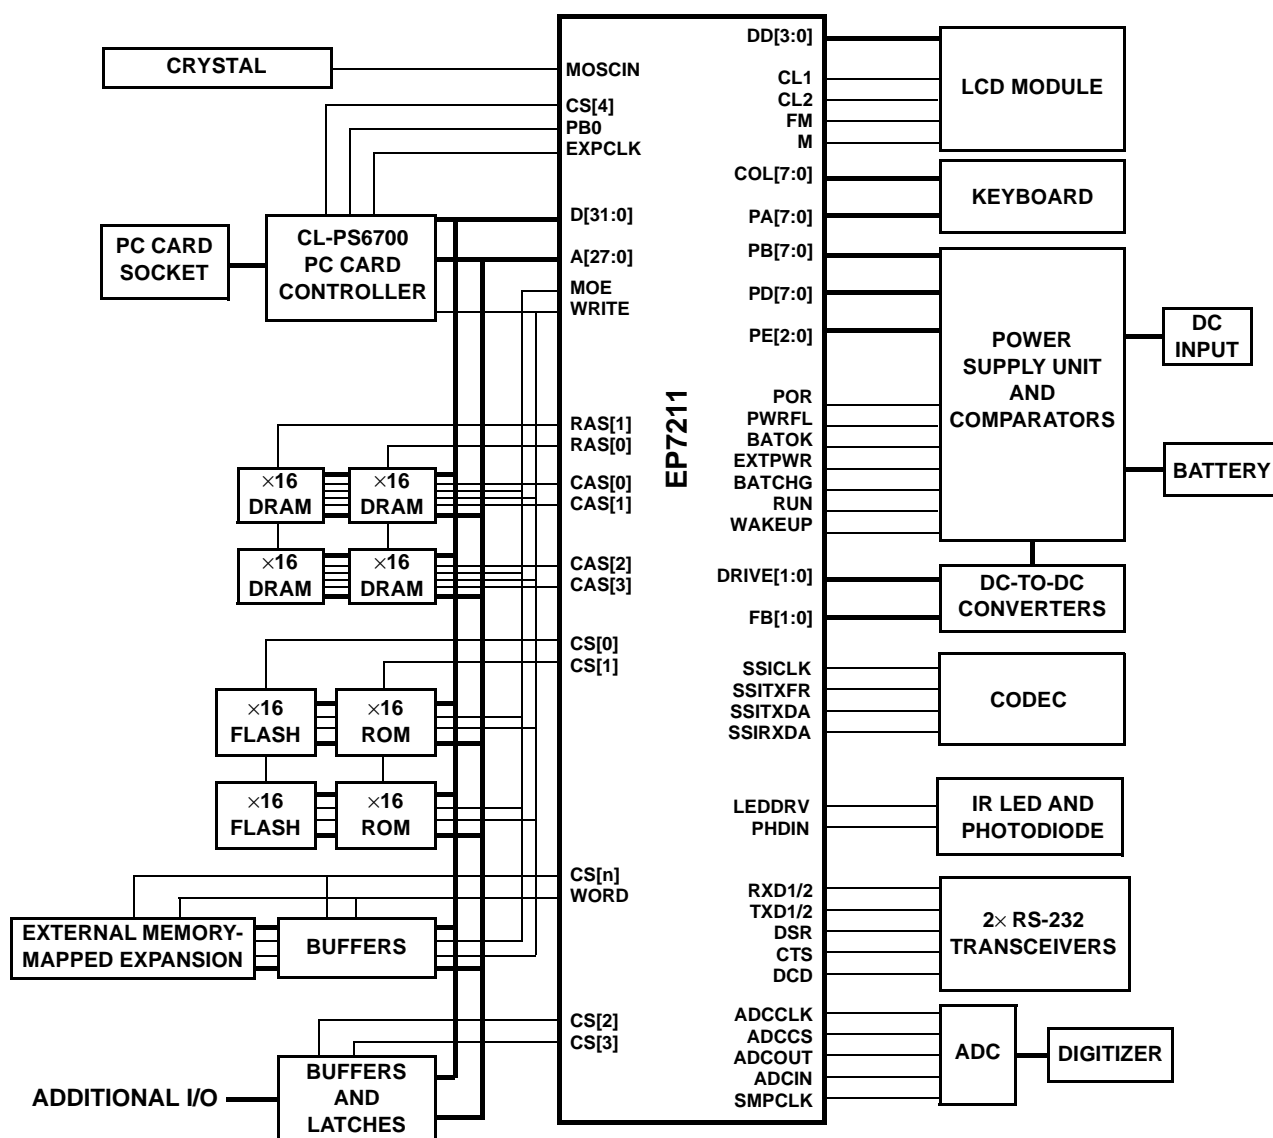 CRYSTAL
PC CARD
SOCKET
CL-PS6700
PC CARD
CONTROLLER
×16
DRAM
×16
DRAM
×16
DRAM
×16
DRAM
×16
FLASH
×16
ROM
×16
FLASH
×16
ROM
EXTERNAL MEMORY-
MAPPED EXPANSION
BUFFERS
ADDITIONAL I/O
BUFFERS
AND
LATCHES
MOSCIN
CS[4]
PB0
EXPCLK
D[31:0]
A[27:0]
MOE
WRITE
RAS[1]
RAS[0]
CAS[0]
CAS[1]
CAS[2]
CAS[3]
CS[0]
CS[1]
CS[n]
WORD
CS[2]
CS[3]
EP7211
DD[3:0]
CL1
CL2
FM
M
COL[7:0]
PA[7:0]
PB[7:0]
PD[7:0]
PE[2:0]
POR
PWRFL
BATOK
EXTPWR
BATCHG
RUN
WAKEUP
DRIVE[1:0]
FB[1:0]
SSICLK
SSITXFR
SSITXDA
SSIRXDA
LEDDRV
PHDIN
RXD1/2
TXD1/2
DSR
CTS
DCD
ADCCLK
ADCCS
ADCOUT
ADCIN
SMPCLK
LCD MODULE
KEYBOARD
POWER
SUPPLY UNIT
AND
COMPARATORS
DC
INPUT
BATTERY
DC-TO-DC
CONVERTERS
CODEC
IR LED AND
PHOTODIODE
2× RS-232
TRANSCEIVERS
ADC
DIGITIZER